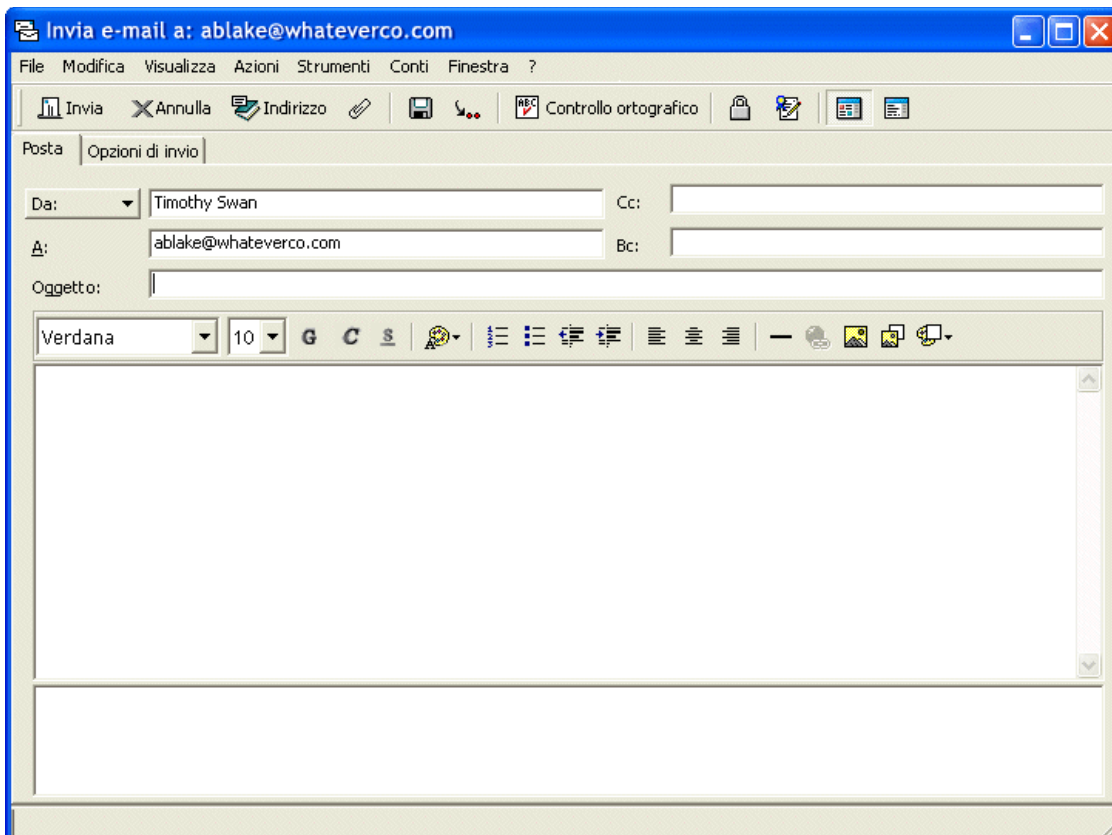 Invia e-mail a: ablake@whateverco.com
File Modifica Visualizza Azioni Strumenti Conti Finestra ?
Invia Annulla Indirizzo ABC Controllo ortografico
Posta Opzioni di invio
Da: Timothy Swan Cc:
A: ablake@whateverco.com Bc:
Oggetto:
Verdana 10 G C S